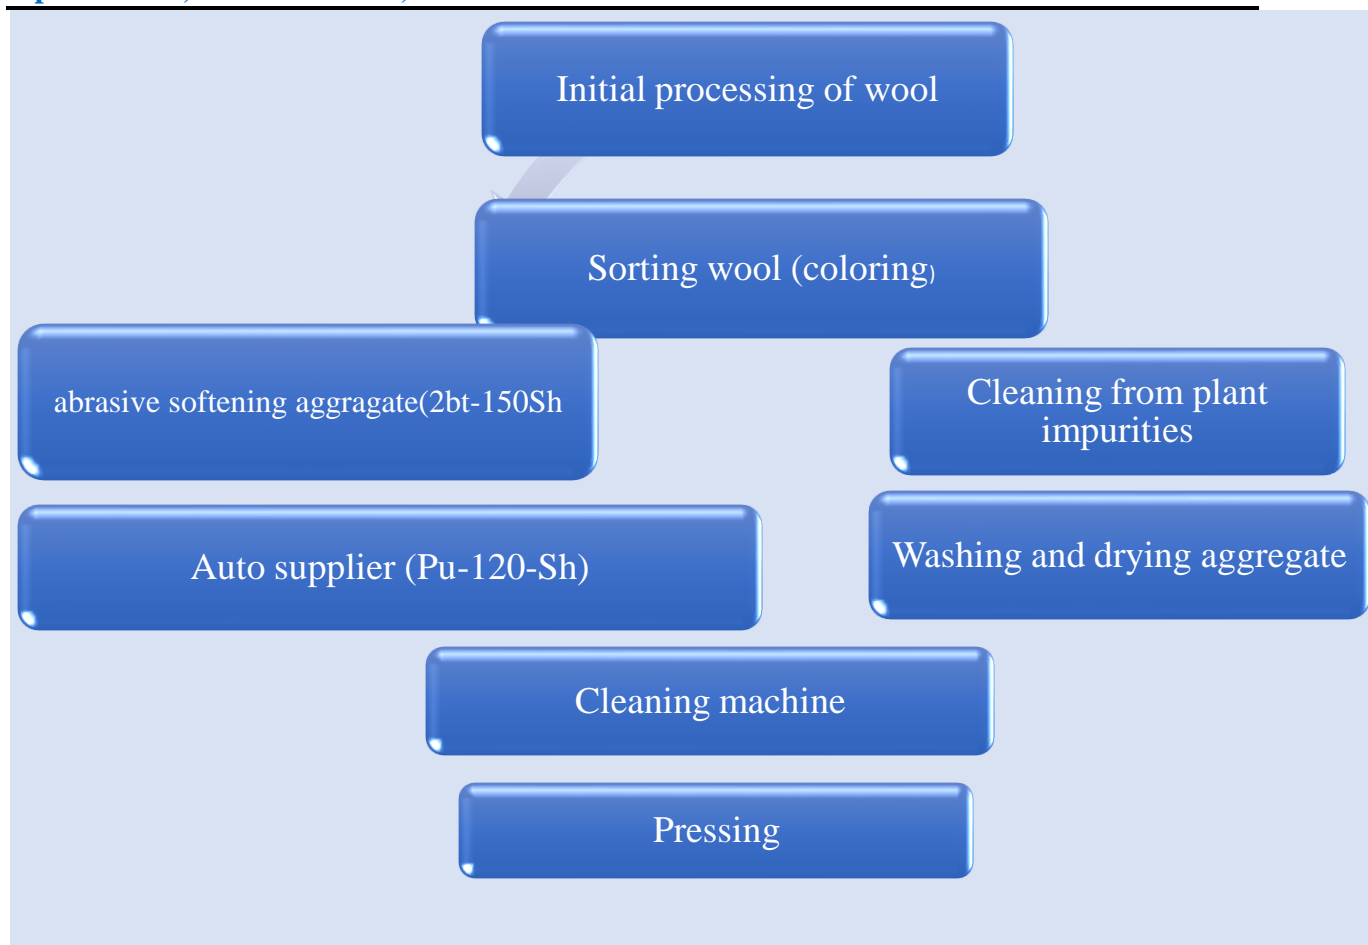 Initial processing of wool
Sorting wool (coloring)
abrasive softening aggragate(2bt-150Sh
Cleaning from plant
impurities
Auto supplier (Pu-120-Sh)
Washing and drying aggregate
Cleaning machine
Pressing